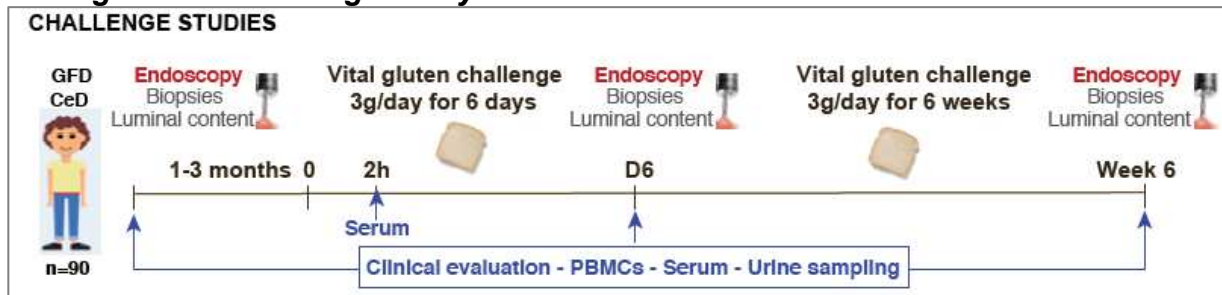 CHALLENGE STUDIES
GFD
CeD
Endoscopy
Biopsies
Luminal content
Vital gluten challenge
3g/day for 6 days
Endoscopy
Biopsies
Luminal content
Vital gluten challenge
3g/day for 6 weeks
Endoscopy
Biopsies
Luminal content
1-3 months 0 2h D6 Week 6
Serum
n=90
Clinical evaluation - PBMCs - Serum - Urine sampling